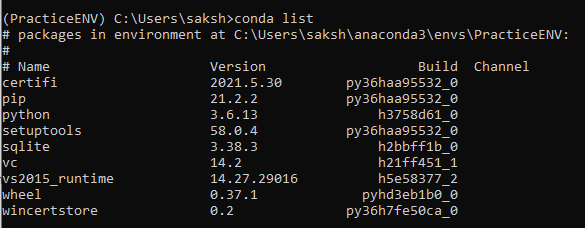 (PracticeENV) C:\Users\saksh>conda list
# packages in environment at C:\Users\saksh\anaconda3\envs\PracticeENV:
#
# Name                    Version                   Build  Channel
certifi                   2021.5.30        py36haa95532_0
pip                       21.2.2           py36haa95532_0
python                    3.6.13               h3758d61_0
setuptools                58.0.4           py36haa95532_0
sqlite                    3.38.3               h2bbff1b_0
vc                        14.2                 h21ff451_1
vs2015_runtime            14.27.29016          h5e58377_2
wheel                     0.37.1             pyhd3eb1b0_0
wincertstore              0.2              py36h7fe50ca_0